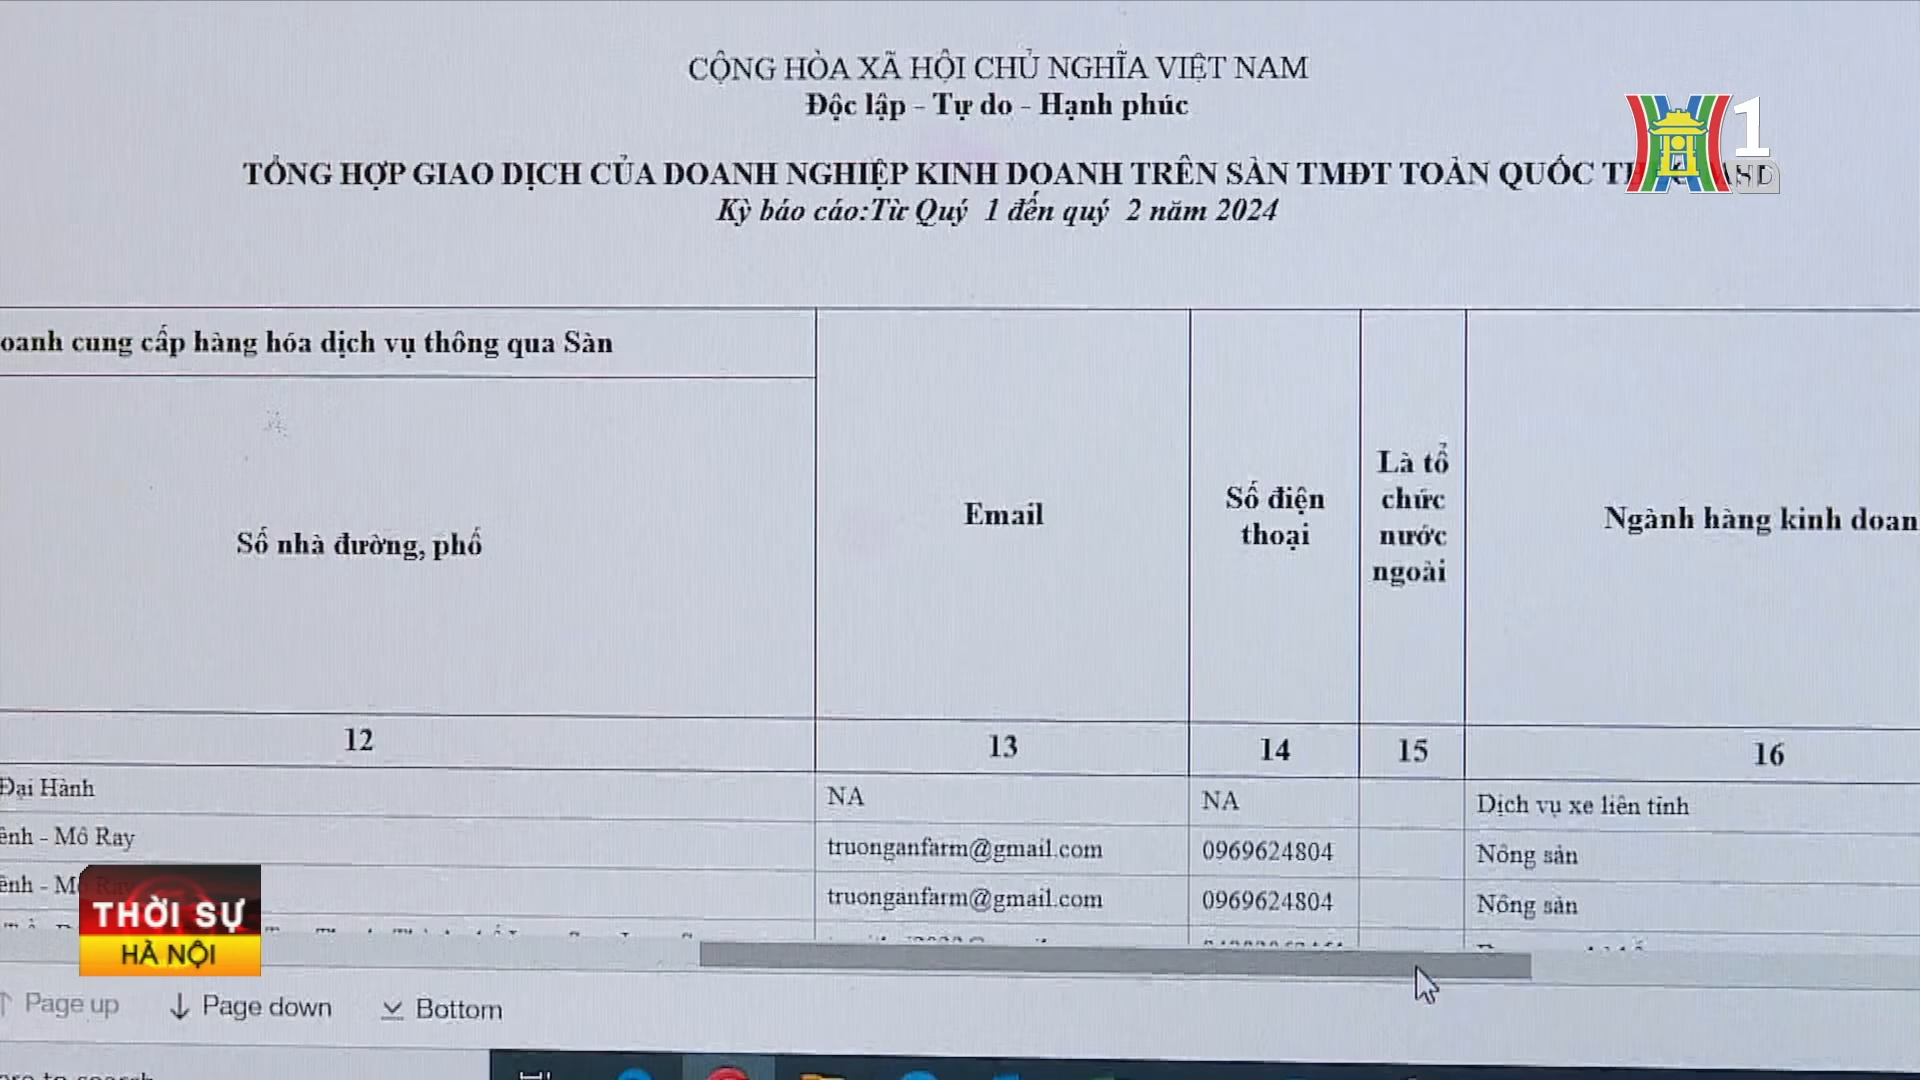 CỘNG HÒA XÃ HỘI CHỦ NGHĨA VIỆT NAM
Độc lập - Tự do - Hạnh phúc
1
HD
TỔNG HỢP GIAO DỊCH CỦA DOANH NGHIỆP KINH DOANH TRÊN SÀN TMĐT TOÀN QUỐC
Kỳ báo cáo:Từ Quý 1 đến quý 2 năm 2024
oanh cung cấp hàng hóa dịch vụ thông qua Sàn
Số nhà đường, phố
Email
Số điện
thoại
Là tổ
chức
nước
ngoài
Ngành hàng kinh doan
12 13 14 15 16
Đại Hành NA NA Dịch vụ xe liên tỉnh
ênh - Mô Ray truonganfarm@gmail.com 0969624804 Nông sản
ênh - Mô Ray truonganfarm@gmail.com 0969624804 Nông sản
THỜI SỰ
HÀ NỘI
Page up Page down Bottom